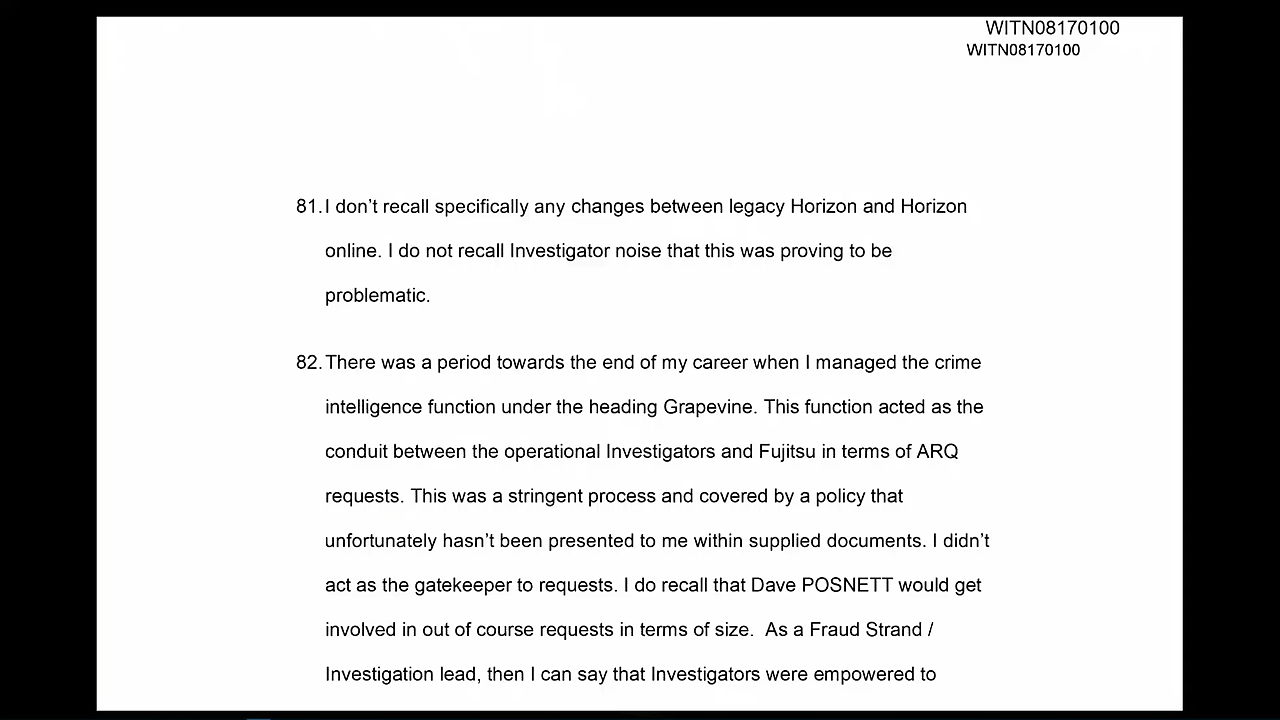 WITN08170100
WITN08170100
81. I don't recall specifically any changes between legacy Horizon and Horizon
online. I do not recall Investigator noise that this was proving to be
problematic.
82. There was a period towards the end of my career when I managed the crime
intelligence function under the heading Grapevine. This function acted as the
conduit between the operational Investigators and Fujitsu in terms of ARQ
requests. This was a stringent process and covered by a policy that
unfortunately hasn't been presented to me within supplied documents. I didn't
act as the gatekeeper to requests. I do recall that Dave POSNETT would get
involved in out of course requests in terms of size.  As a Fraud Strand /
Investigation lead, then I can say that Investigators were empowered to